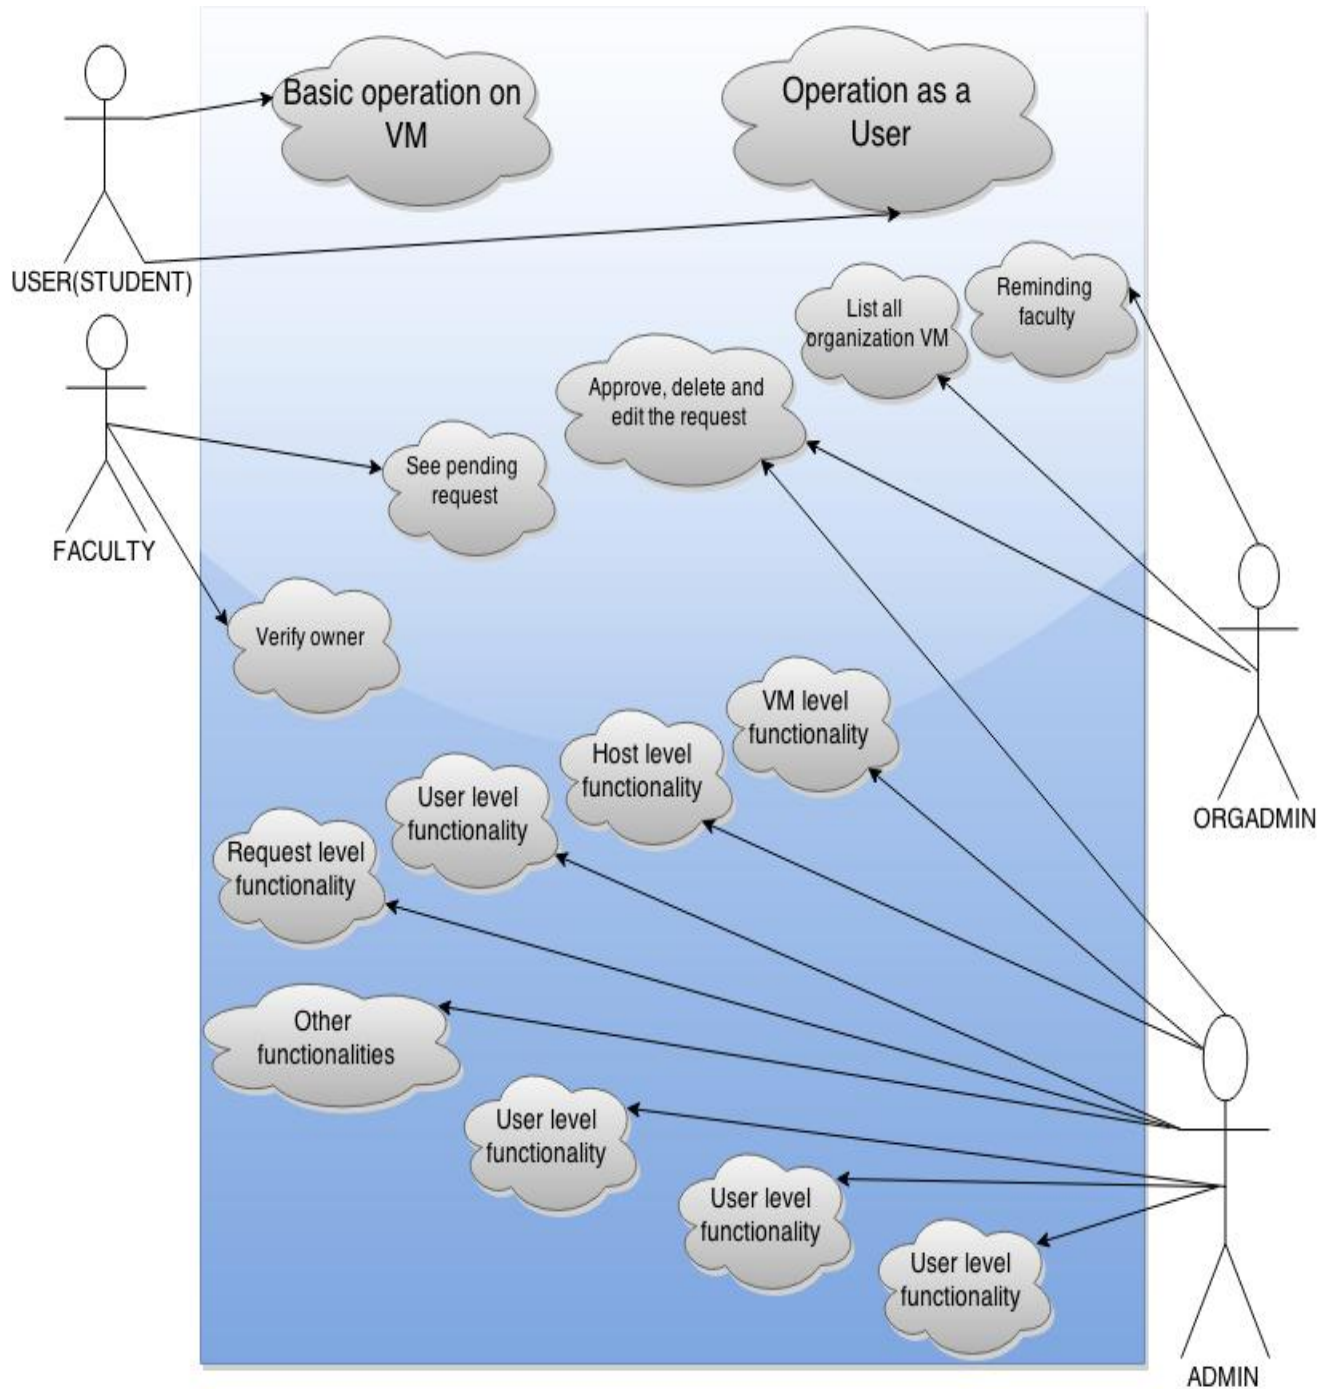 Basic operation on
VM
Operation as a
User
USER(STUDENT)
Reminding
faculty
List all
organization VM
Approve, delete and
edit the request
See pending
request
FACULTY
Verify owner
VM level
functionality
Host level
functionality
User level
functionality
ORGADMIN
Request level
functionality
Other
functionalities
User level
functionality
User level
functionality
User level
functionality
ADMIN